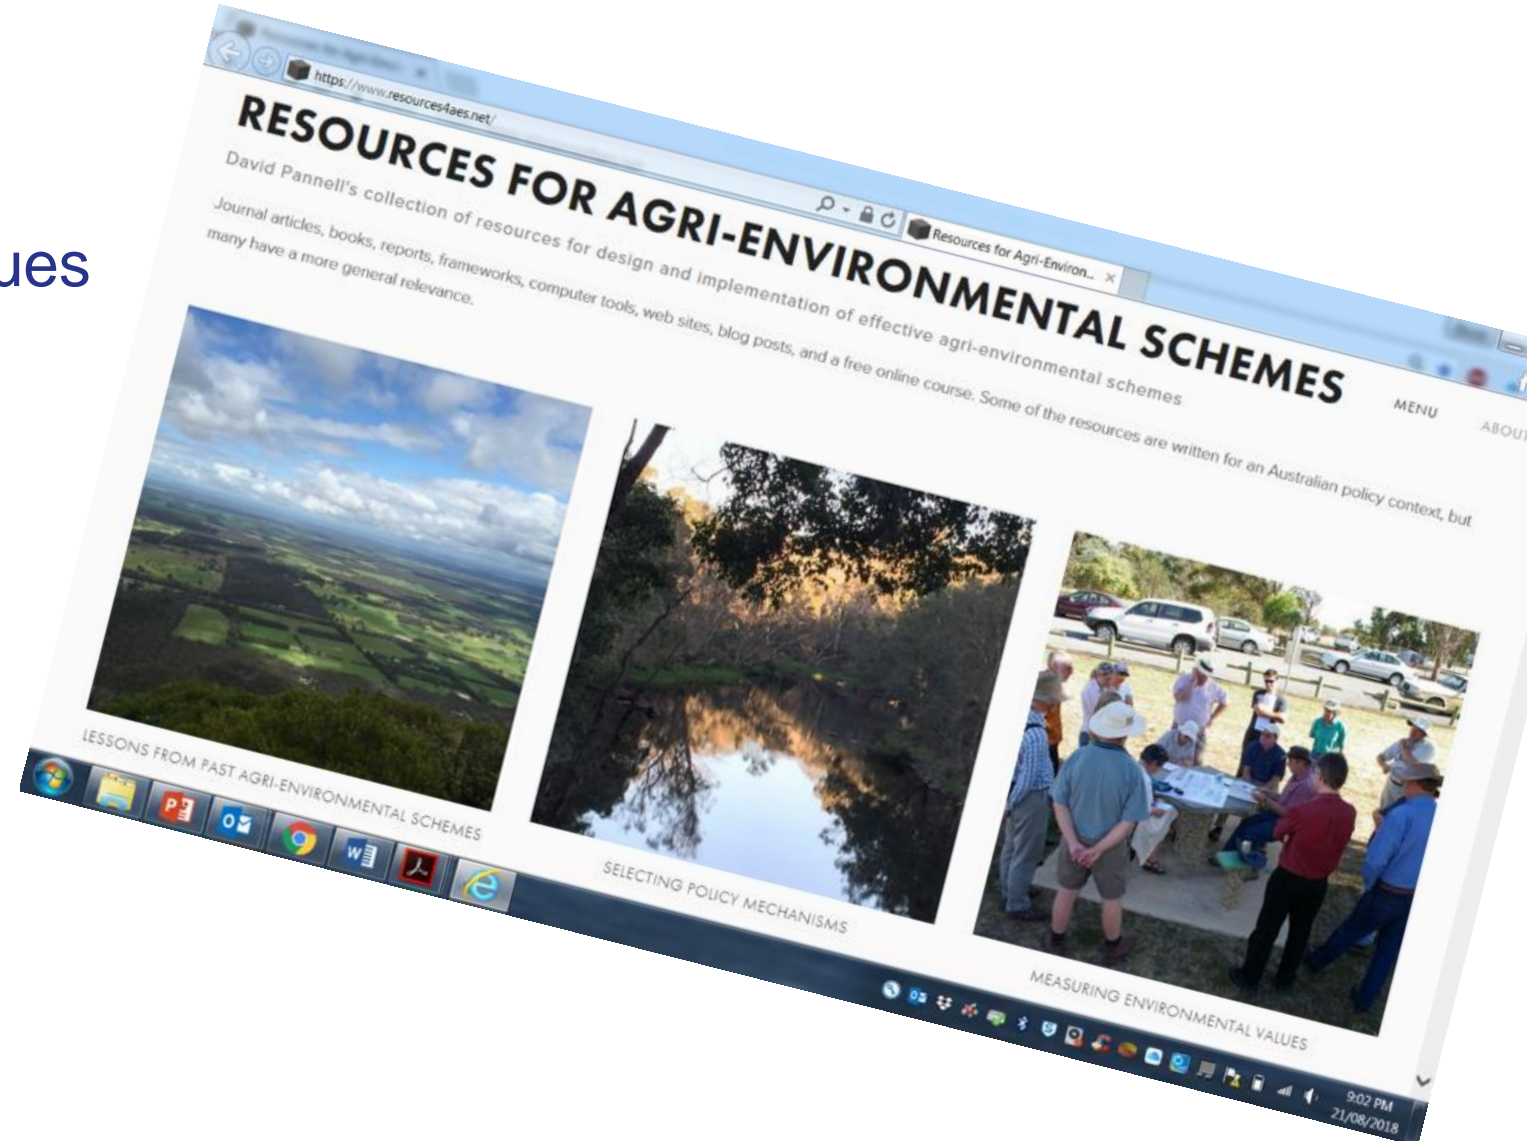 ues
https://www.resources4aes.net/
Resources for Agri-Environ...
RESOURCES FOR AGRI-ENVIRONMENTAL SCHEMES
David Pannell's collection of resources for design and implementation of effective agri-environmental schemes
MENU
ABOUT
Journal articles, books, reports, frameworks, computer tools, web sites, blog posts, and a free online course. Some of the resources are written for an Australian policy context, but
many have a more general relevance.
LESSONS FROM PAST AGRI-ENVIRONMENTAL SCHEMES
SELECTING POLICY MECHANISMS
MEASURING ENVIRONMENTAL VALUES
9:02 PM
21/08/2018